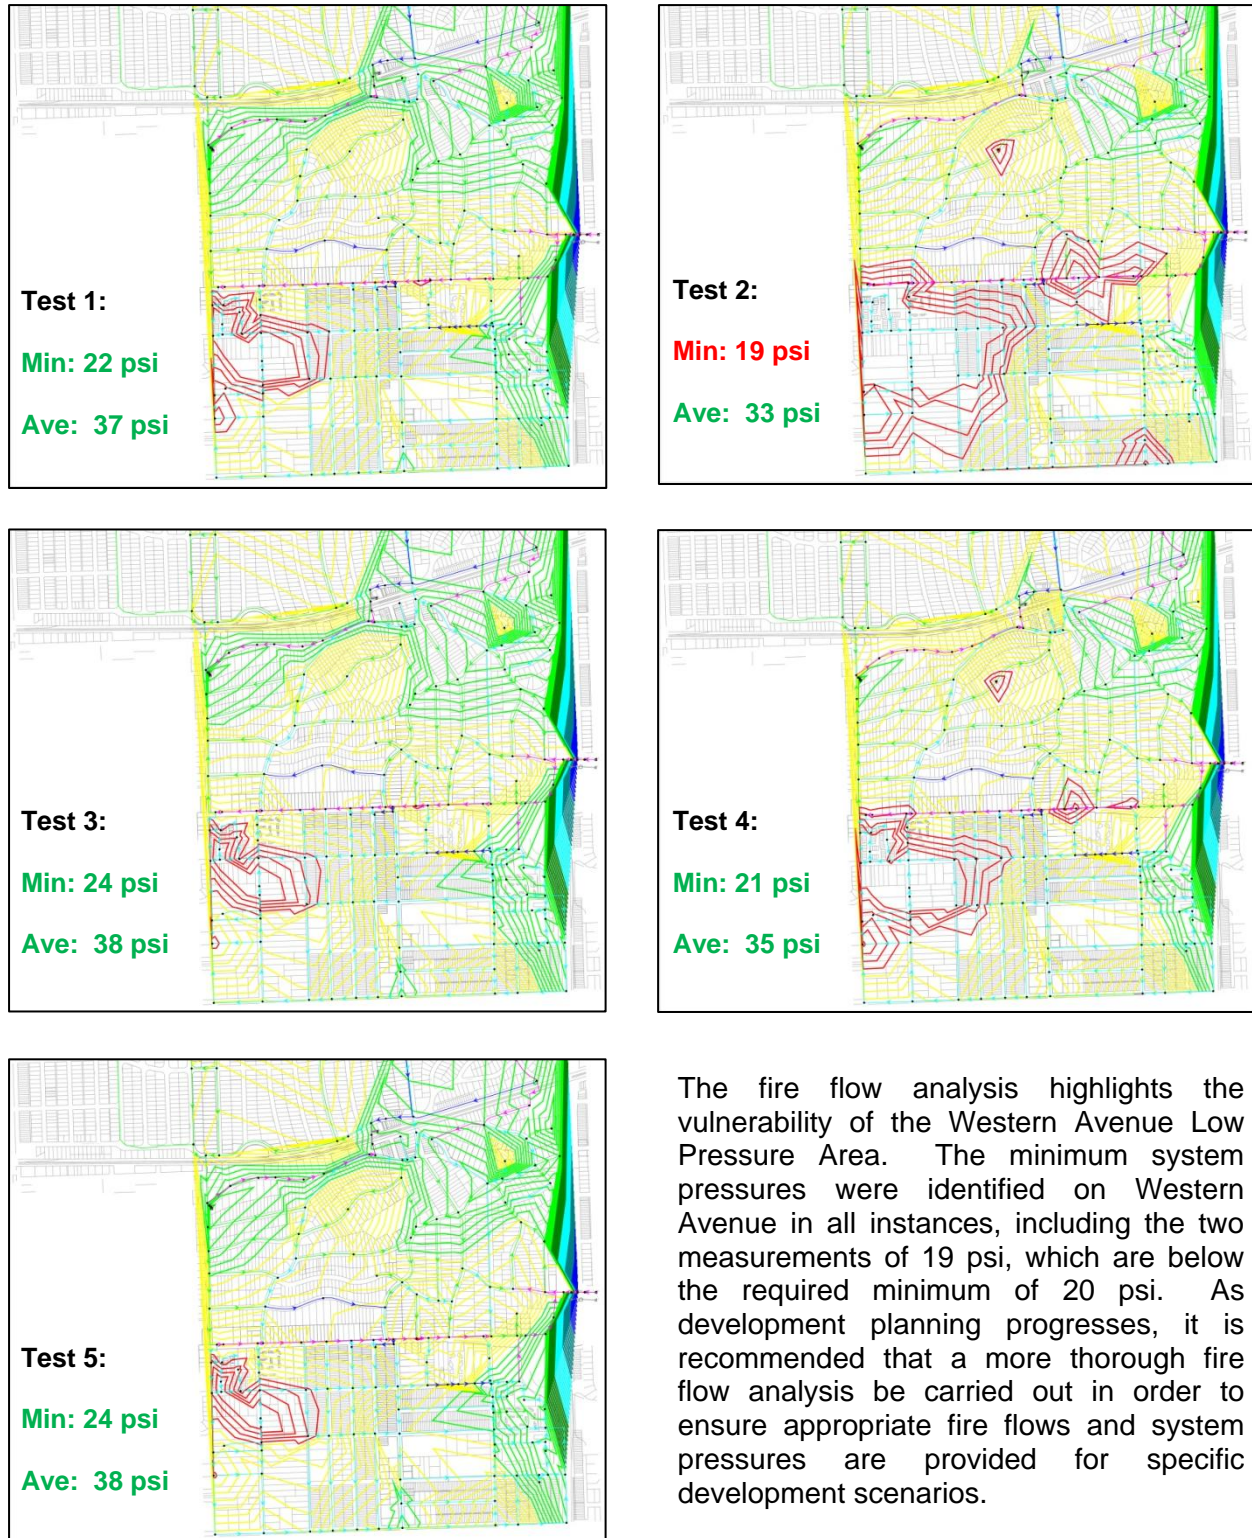 Test 1:
Min: 22 psi
Ave: 37 psi
Test 2:
Min: 19 psi
Ave: 33 psi
Test 3:
Min: 24 psi
Ave: 38 psi
Test 4:
Min: 21 psi
Ave: 35 psi
Test 5:
Min: 24 psi
Ave: 38 psi
The fire flow analysis highlights the
vulnerability of the Western Avenue Low
Pressure Area. The minimum system
pressures were identified on Western
Avenue in all instances, including the two
measurements of 19 psi, which are below
the required minimum of 20 psi. As
development planning progresses, it is
recommended that a more thorough fire
flow analysis be carried out in order to
ensure appropriate fire flows and system
pressures are provided for specific
development scenarios.